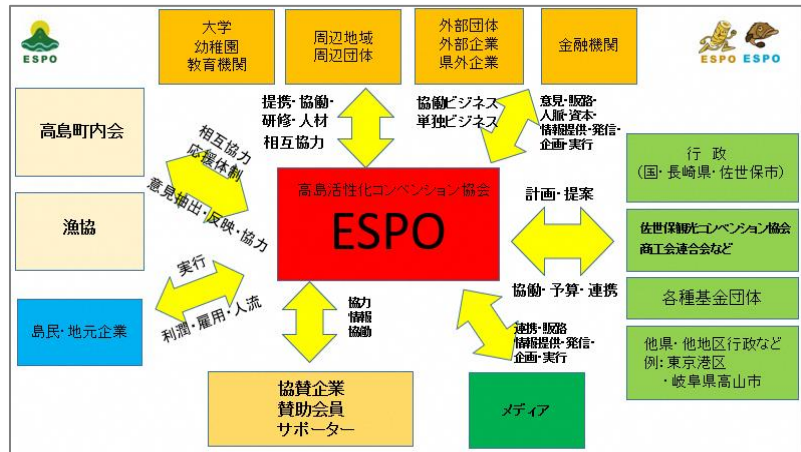 ESPO
大学
幼稚園
教育機関
周辺地域
周辺団体
外部団体
外部企業
県外企業
金融機関
ESPO ESPO
提携・協働・
研修・人材
相互協力
協働ビジネス
単独ビジネス
意見・販路・
人脈・資本・
情報提供・発信・
企画・実行
高島町内会
相互協力
応援体制
意見抽出・反映・協力
漁協
高島活性化コンベンション協会
ESPO
計画・提案
協働・予算・連携
行 政
(国・長崎県・佐世保市)
佐世保観光コンベンション協会
商工会連合会など
各種基金団体
他県・他地区行政など
例:東京港区
・岐阜県高山市
島民・地元企業
実行
利潤・雇用・人流
協力
情報
協働
連携・販路
情報提供・発信・
企画・実行
協賛企業
賛助会員
サポーター
メディア